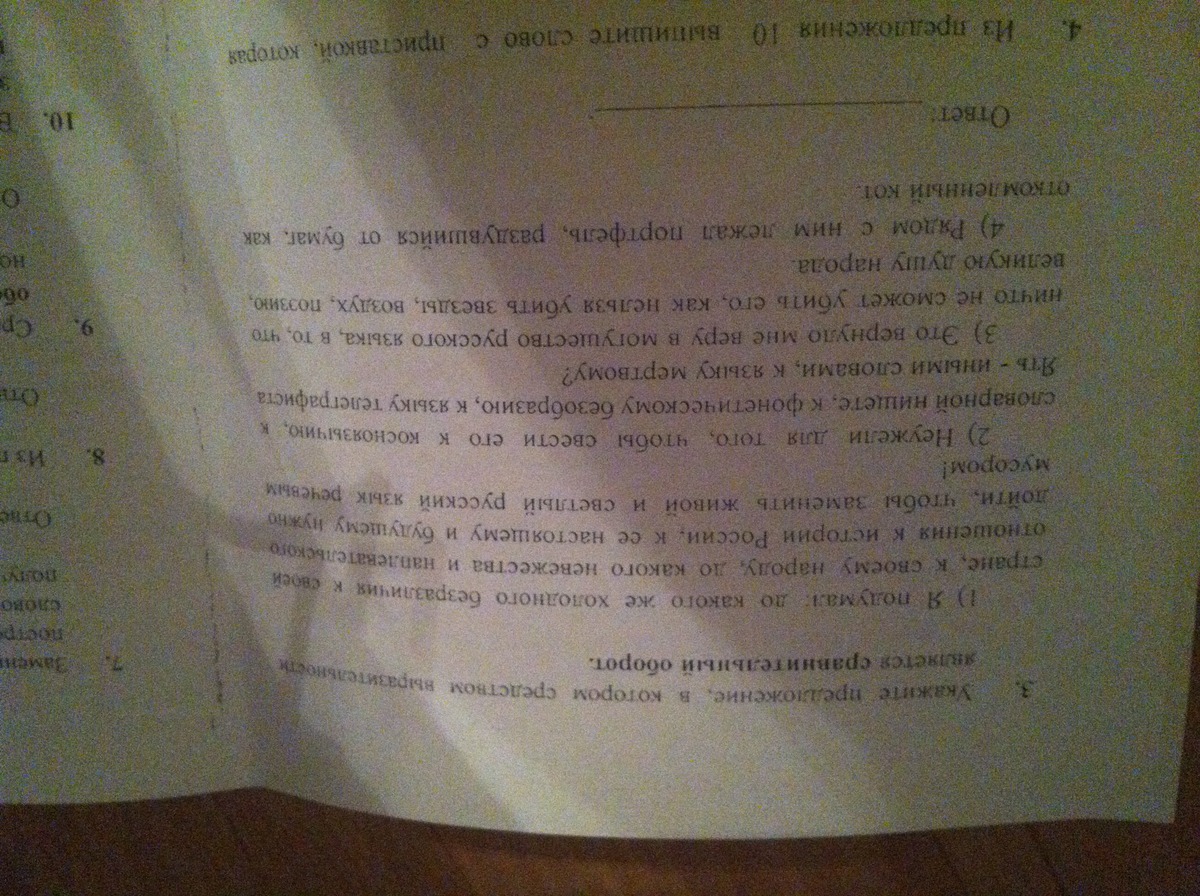 3. Укажите предложение, в котором средством выразительности
является сравнительный оборот.
1) Я подумал: до какого же холодного безразличия к своей
стране, к своему народу, до какого невежества и наплевательского
отношения к истории России, к ее настоящему и будущему нужно
дойти, чтобы заменить живой и светлый русский язык речевым
мусором!
2) Неужели для того, чтобы свести его к косноязычию, к
словарной нищете, к фонетическому безобразию, к языку телеграфиста
Ять - иными словами, к языку мертвому?
3) Это вернуло мне веру в могущество русского языка, в то, что
ничто не сможет убить его, как нельзя убить звезды, воздух, поэзию,
великую душу народа.
4) Рядом с ним лежал портфель, раздувшийся от бумаг, как
откомленный кот.
Ответ: .
4. Из предложения 10 выпишите слово с приставкой, которая
7.
8.
9.
10.